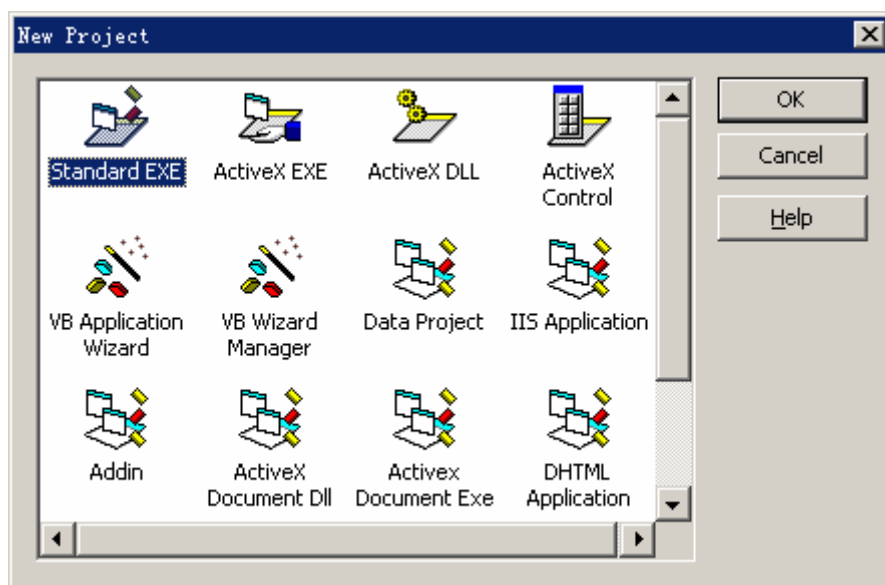 New Project
Standard EXE
ActiveX EXE
ActiveX DLL
ActiveX
Control
VB Application
Wizard
VB Wizard
Manager
Data Project
IIS Application
Addin
ActiveX
Document Dll
Activex
Document Exe
DHTML
Application
OK
Cancel
Help